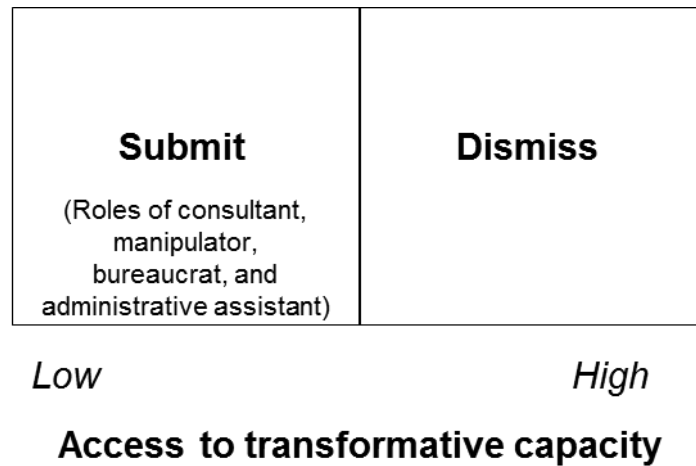 Submit
Dismiss
(Roles of consultant,
manipulator,
bureaucrat, and
administrative assistant)
Low
High
Access to transformative capacity